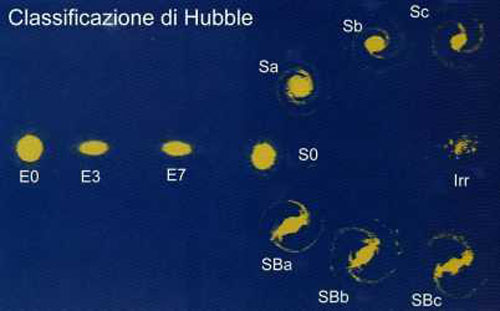 Classificazione di Hubble
Sb
Sc
Sa
E0
E3
E7
S0
Irr
SBa
SBb
SBc